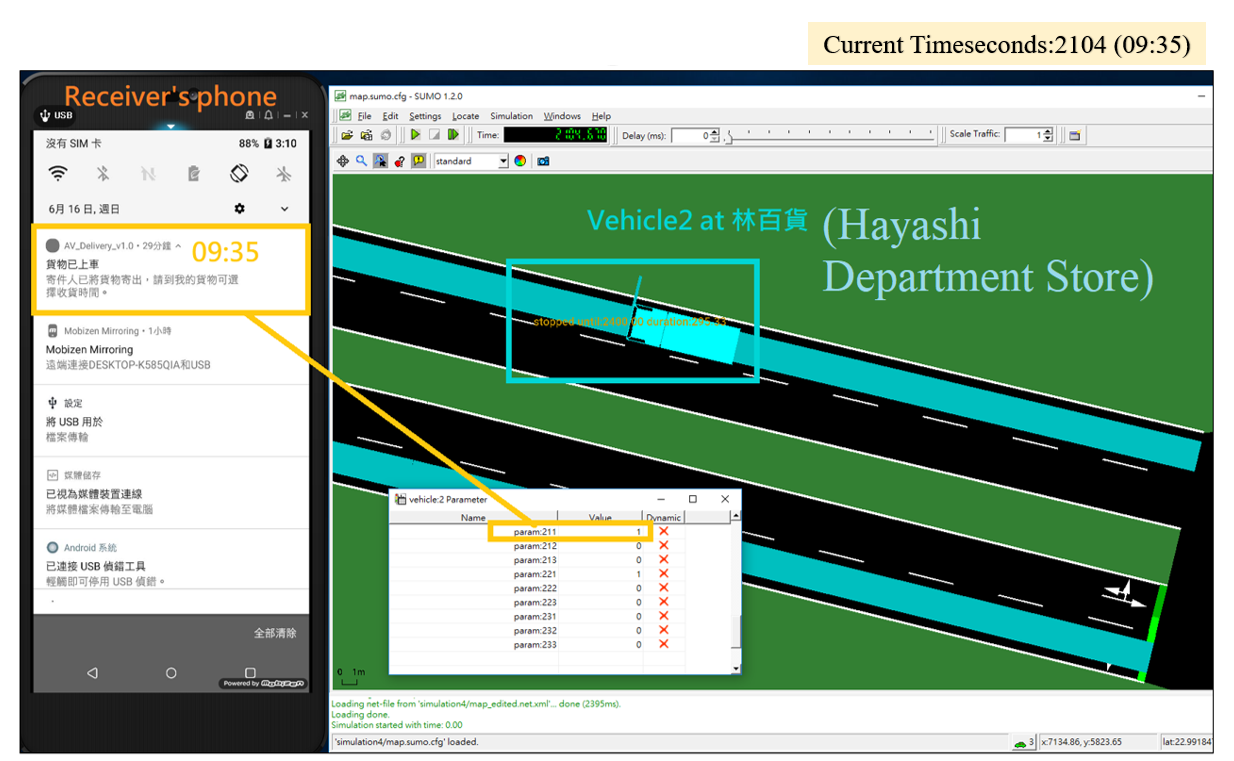 Current Timeseconds:2104 (09:35)
Receiver's phone
USB
沒有 SIM 卡 88% 3:10
6月 16 日, 週日
AV_Delivery_v1.0 • 29分鐘
09:35
貨物已上車
寄件人已將貨物寄出，請到我的貨物可選
擇收貨時間。
Mobizen Mirroring • 1小時
Mobizen Mirroring
遠端連接DESKTOP-K585QIA和USB
設定
將 USB 用於
檔案傳輸
媒體儲存
已視為媒體裝置連線
將媒體檔案傳輸至電腦
Android 系統
已連接 USB 偵錯工具
輕觸即可停用 USB 偵錯。
全部清除
Powered by Mobizen
map.sumo.cfg - SUMO 1.2.0
File Edit Settings Locate Simulation Windows Help
Time: 2104.670 Delay (ms): 0 Scale Traffic: 1
standard
Vehicle2 at 林百貨 (Hayashi
Department Store)
stopped until:2400.00 duration:295.33
vehicle:2 Parameter
Name Value Dynamic
param:211 1
param:212 0
param:213 0
param:221 1
param:222 0
param:223 0
param:231 0
param:232 0
param:233 0
0 1m
Loading net-file from 'simulation4/map_edited.net.xml'... done (2395ms).
Loading done.
Simulation started with time: 0.00
'simulation4/map.sumo.cfg' loaded. 3 x:7134.86, y:5823.65 lat:22.99184